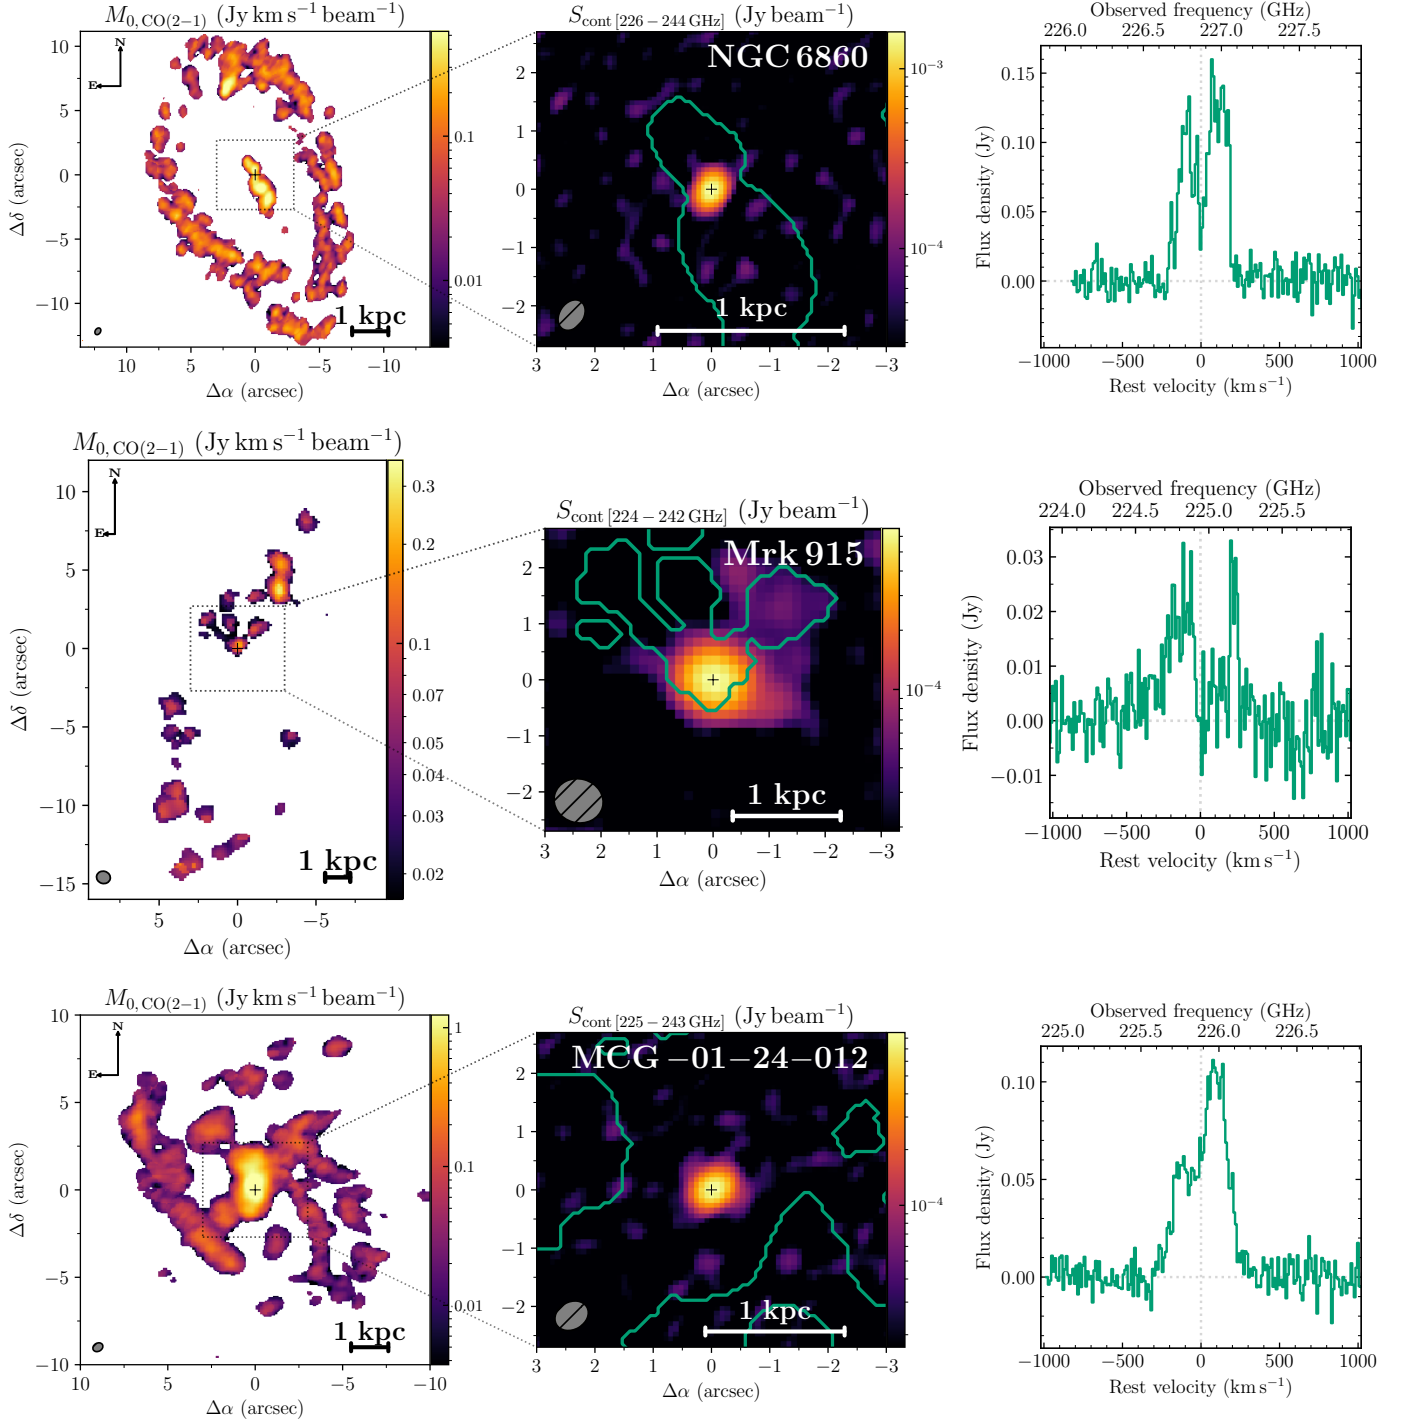 M₀, CO(2−1) (Jy km s⁻¹ beam⁻¹)
N
E
10
5
0
−5
−10
Δδ (arcsec)
1 kpc
10 5 0 −5 −10
Δα (arcsec)
0.1
0.01
S_cont [226 − 244 GHz] (Jy beam⁻¹)
NGC 6860
2
1
0
−1
−2
1 kpc
3 2 1 0 −1 −2 −3
Δα (arcsec)
10⁻³
10⁻⁴
Observed frequency (GHz)
226.0 226.5 227.0 227.5
0.15
0.10
0.05
0.00
Flux density (Jy)
−1000 −500 0 500 1000
Rest velocity (km s⁻¹)
M₀, CO(2−1) (Jy km s⁻¹ beam⁻¹)
N
E
10
5
0
−5
−10
−15
Δδ (arcsec)
1 kpc
5 0 −5
Δα (arcsec)
0.3
0.2
0.1
0.07
0.05
0.04
0.03
0.02
S_cont [224 − 242 GHz] (Jy beam⁻¹)
Mrk 915
2
1
0
−1
−2
1 kpc
3 2 1 0 −1 −2 −3
Δα (arcsec)
10⁻⁴
Observed frequency (GHz)
224.0 224.5 225.0 225.5
0.03
0.02
0.01
0.00
−0.01
Flux density (Jy)
−1000 −500 0 500 1000
Rest velocity (km s⁻¹)
M₀, CO(2−1) (Jy km s⁻¹ beam⁻¹)
N
E
10
5
0
−5
−10
Δδ (arcsec)
1 kpc
10 5 0 −5 −10
Δα (arcsec)
1
0.1
0.01
S_cont [225 − 243 GHz] (Jy beam⁻¹)
MCG −01−24−012
2
1
0
−1
−2
1 kpc
3 2 1 0 −1 −2 −3
Δα (arcsec)
10⁻⁴
Observed frequency (GHz)
225.0 225.5 226.0 226.5
0.10
0.05
0.00
Flux density (Jy)
−1000 −500 0 500 1000
Rest velocity (km s⁻¹)